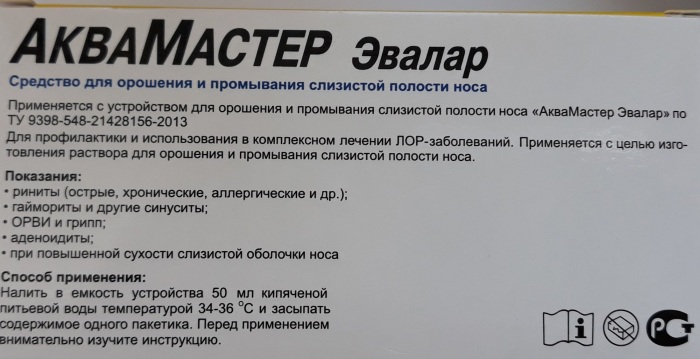 АКВАМАСТЕР Эвалар
Средство для орошения и промывания слизистой полости носа
Применяется с устройством для орошения и промывания слизистой полости носа «АкваМастер Эвалар» по
ТУ 9398-548-21428156-2013
Для профилактики и использования в комплексном лечении ЛОР-заболеваний. Применяется с целью изго-
товления раствора для орошения и промывания слизистой полости носа.
Показания:
• риниты (острые, хронические, аллергические и др.);
• гаймориты и другие синуситы;
• ОРВИ и грипп;
• аденоидиты;
• при повышенной сухости слизистой оболочки носа
Способ применения:
Налить в емкость устройства 50 мл кипяченой
питьевой воды температурой 34-36 °С и засыпать
содержимое одного пакетика. Перед применением
внимательно изучите инструкцию.
РСТ